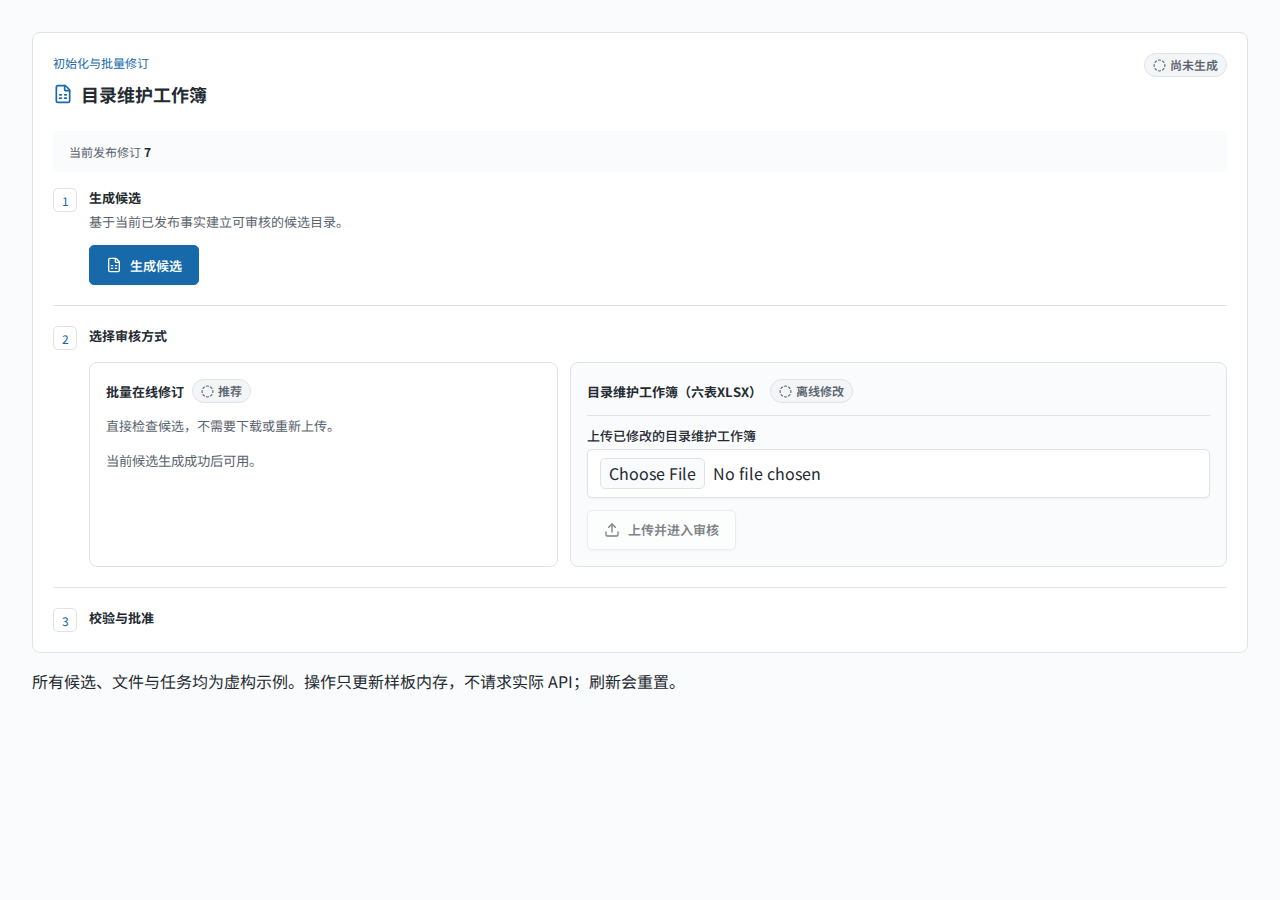 初始化与批量修订
尚未生成
目录维护工作簿
当前发布修订 7
1 生成候选
基于当前已发布事实建立可审核的候选目录。
生成候选
2 选择审核方式
批量在线修订 推荐
直接检查候选，不需要下载或重新上传。
当前候选生成成功后可用。
目录维护工作簿（六表XLSX） 离线修改
上传已修改的目录维护工作簿
Choose File No file chosen
上传并进入审核
3 校验与批准
所有候选、文件与任务均为虚构示例。操作只更新样板内存，不请求实际 API；刷新会重置。